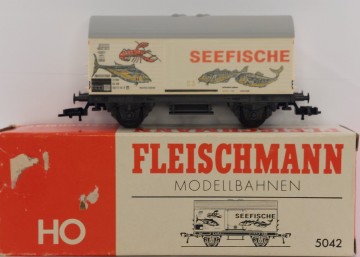 SEEFISCHE
FLEISCHMANN
MODELLBAHNEN
HO
SEEFISCHE
5042